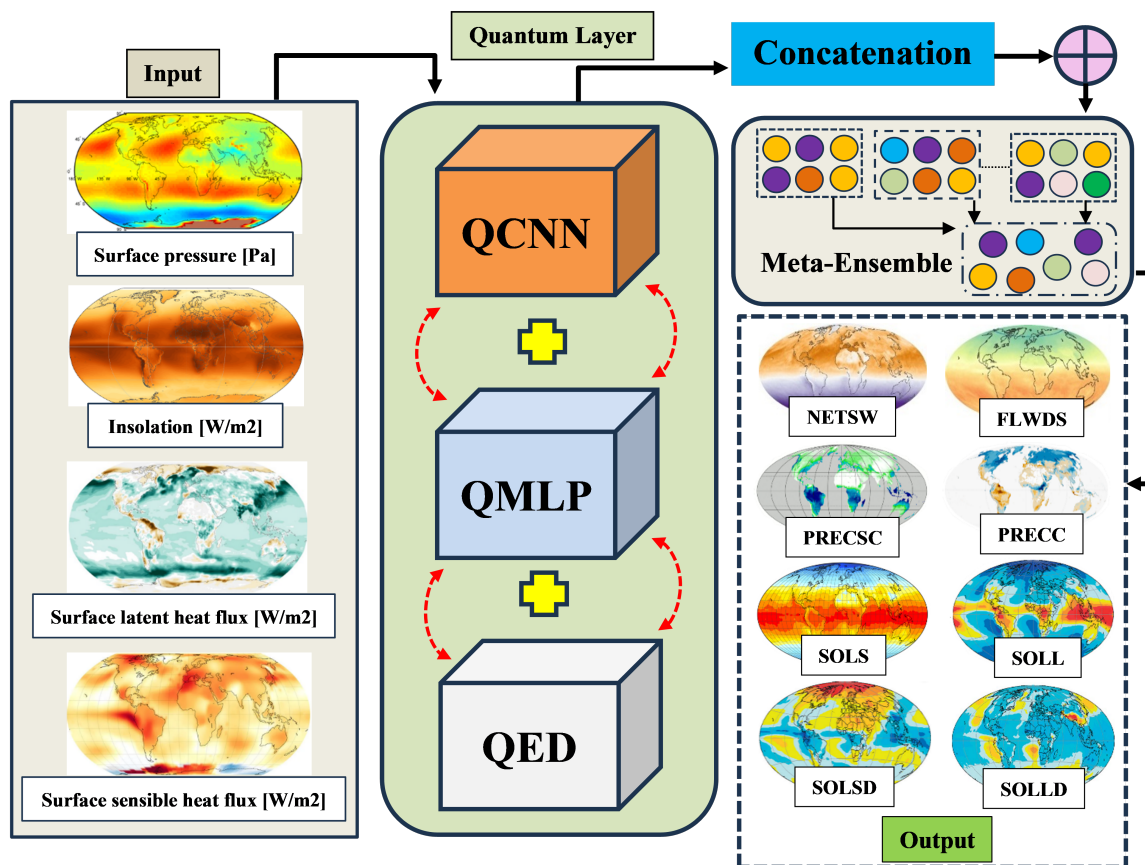 Input
Surface pressure [Pa]
Insolation [W/m2]
Surface latent heat flux [W/m2]
Surface sensible heat flux [W/m2]
Quantum Layer
QCNN
QMLP
QED
Concatenation
Meta-Ensemble
NETSW
FLWDS
PRECSC
PRECC
SOLS
SOLL
SOLSD
SOLLD
Output